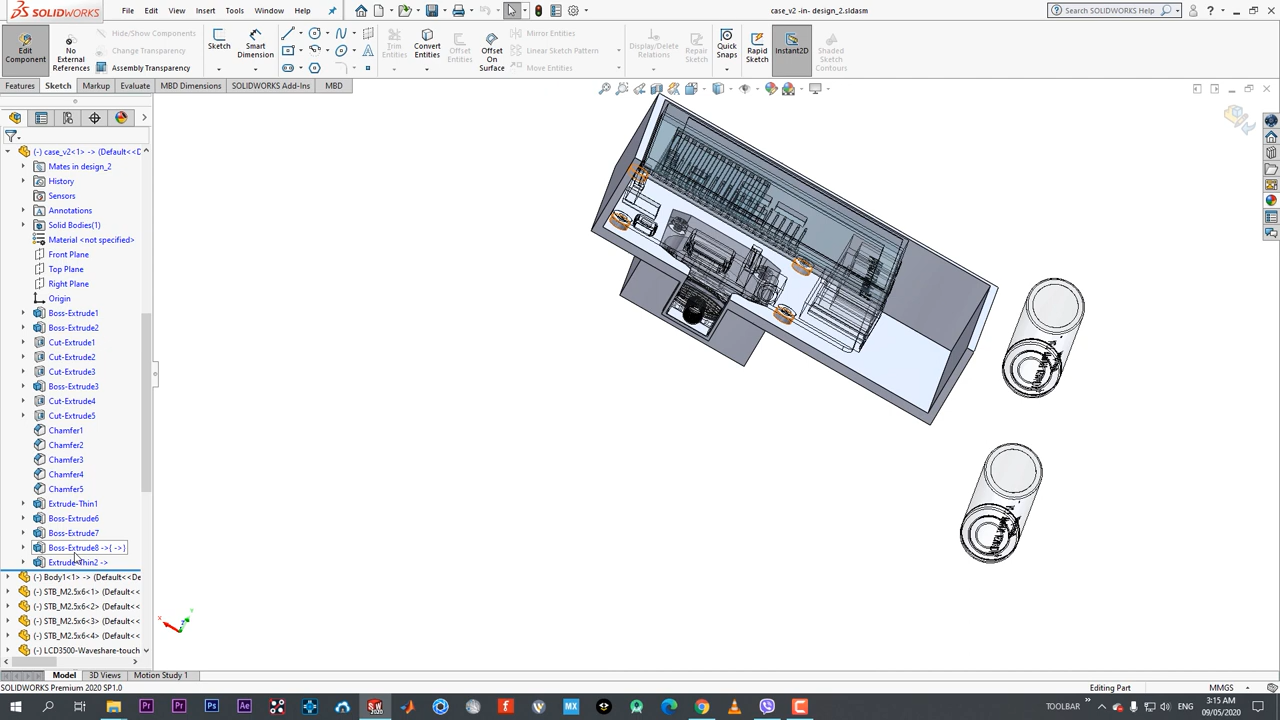 SOLIDWORKS
File Edit View Insert Tools Window Help
case_v2 -in- design_2.sldasm
Search SOLIDWORKS Help
Edit Component
No External References
Hide/Show Components
Change Transparency
Assembly Transparency
Sketch
Smart Dimension
Trim Entities
Convert Entities
Offset Entities
Offset On Surface
Mirror Entities
Linear Sketch Pattern
Move Entities
Display/Delete Relations
Repair Sketch
Quick Snaps
Rapid Sketch
Instant2D
Shaded Sketch Contours
Features Sketch Markup Evaluate MBD Dimensions SOLIDWORKS Add-Ins MBD
(-) case_v2<1> -> (Default<<D
Mates in design_2
History
Sensors
Annotations
Solid Bodies(1)
Material <not specified>
Front Plane
Top Plane
Right Plane
Origin
Boss-Extrude1
Boss-Extrude2
Cut-Extrude1
Cut-Extrude2
Cut-Extrude3
Boss-Extrude3
Cut-Extrude4
Cut-Extrude5
Chamfer1
Chamfer2
Chamfer3
Chamfer4
Chamfer5
Extrude-Thin1
Boss-Extrude6
Boss-Extrude7
Boss-Extrude8 ->{ ->}
Extrude-Thin2 ->
(-) Body1<1> -> (Default<<De
(-) STB_M2.5x6<1> (Default<<
(-) STB_M2.5x6<2> (Default<<
(-) STB_M2.5x6<3> (Default<<
(-) STB_M2.5x6<4> (Default<<
(-) LCD3500-Waveshare-touch
Model 3D Views Motion Study 1
SOLIDWORKS Premium 2020 SP1.0
Editing Part
MMGS
TOOLBAR
ENG
3:15 AM
09/05/2020